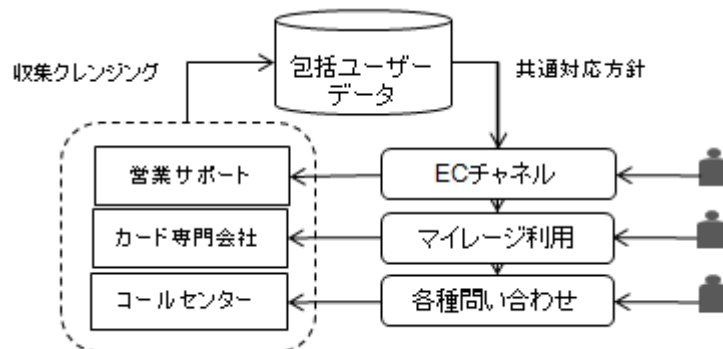 収集クレンジング
包括ユーザー
データ
共通対応方針
営業サポート
ECチャネル
カード専門会社
マイレージ利用
コールセンター
各種問い合わせ